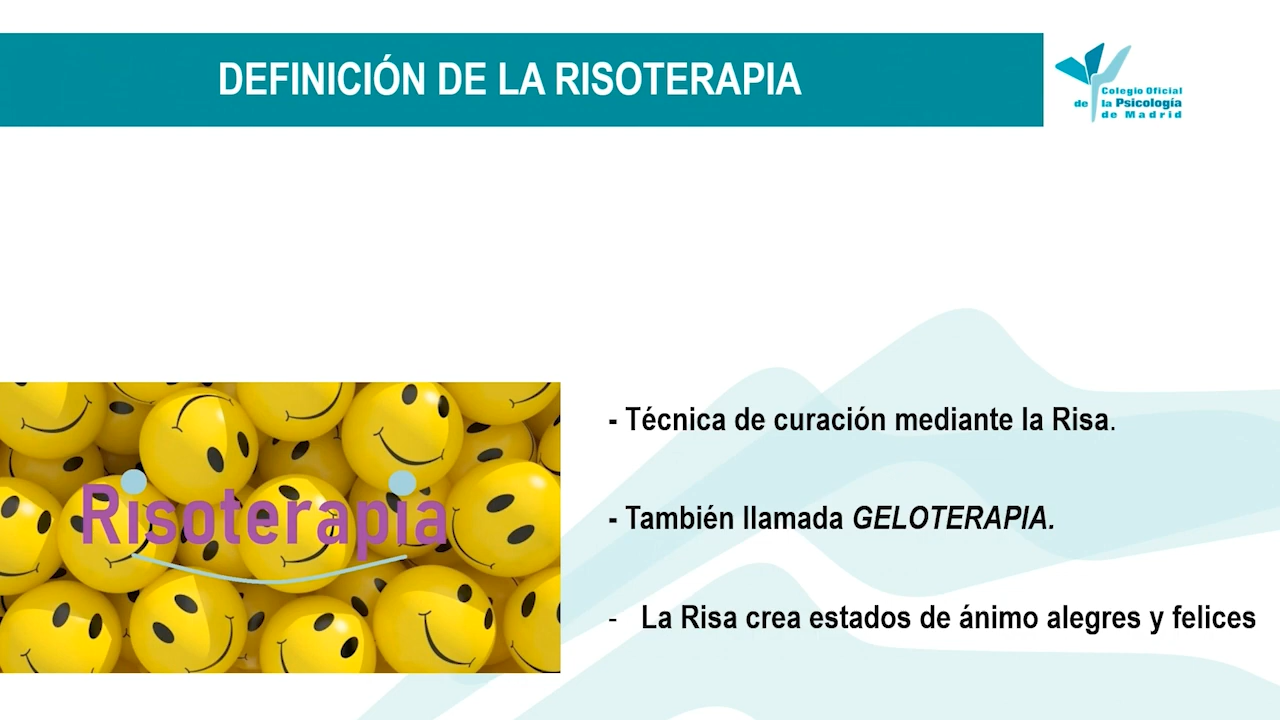 DEFINICIÓN DE LA RISOTERAPIA
Colegio Oficial
de la Psicología
de Madrid
Risoterapia
- Técnica de curación mediante la Risa.
- También llamada GELOTERAPIA.
- La Risa crea estados de ánimo alegres y felices